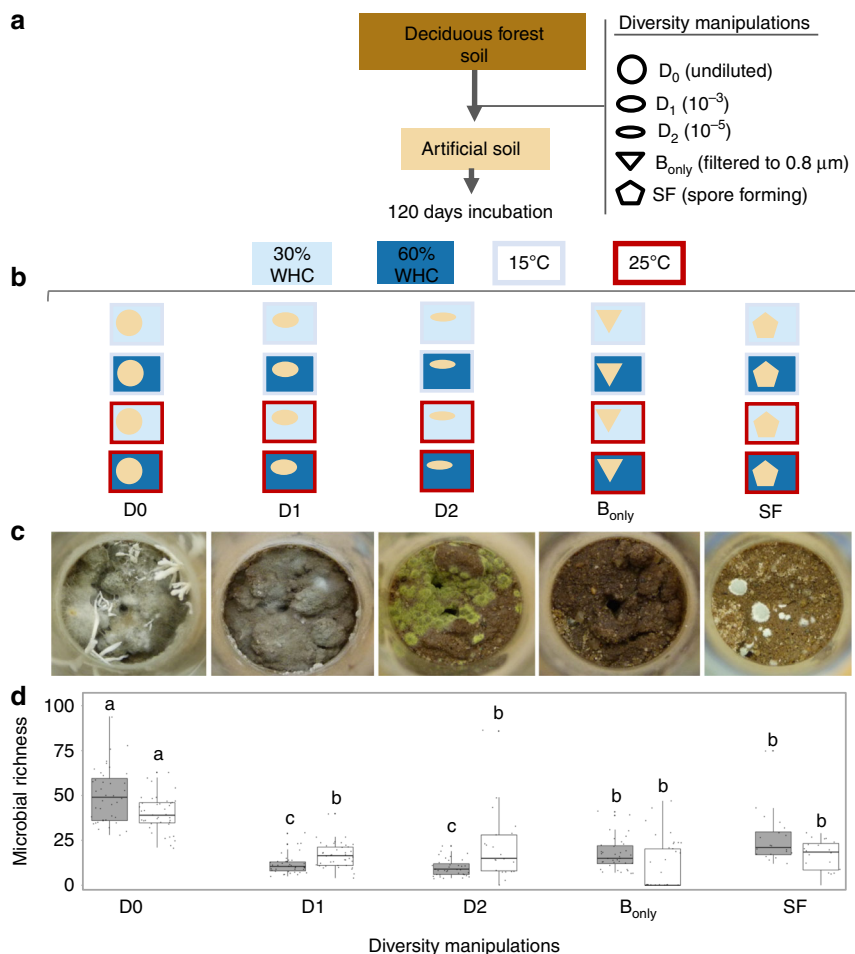 a
Deciduous forest
soil
Artificial soil
120 days incubation
Diversity manipulations
D0 (undiluted)
D1 (10–3)
D2 (10–5)
Bonly (filtered to 0.8 μm)
SF (spore forming)
b
30%
WHC
60%
WHC
15°C
25°C
D0
D1
D2
Bonly
SF
c
d
Microbial richness
100
75
50
25
0
a
a
c
b
c
b
b
b
b
b
D0
D1
D2
Bonly
SF
Diversity manipulations